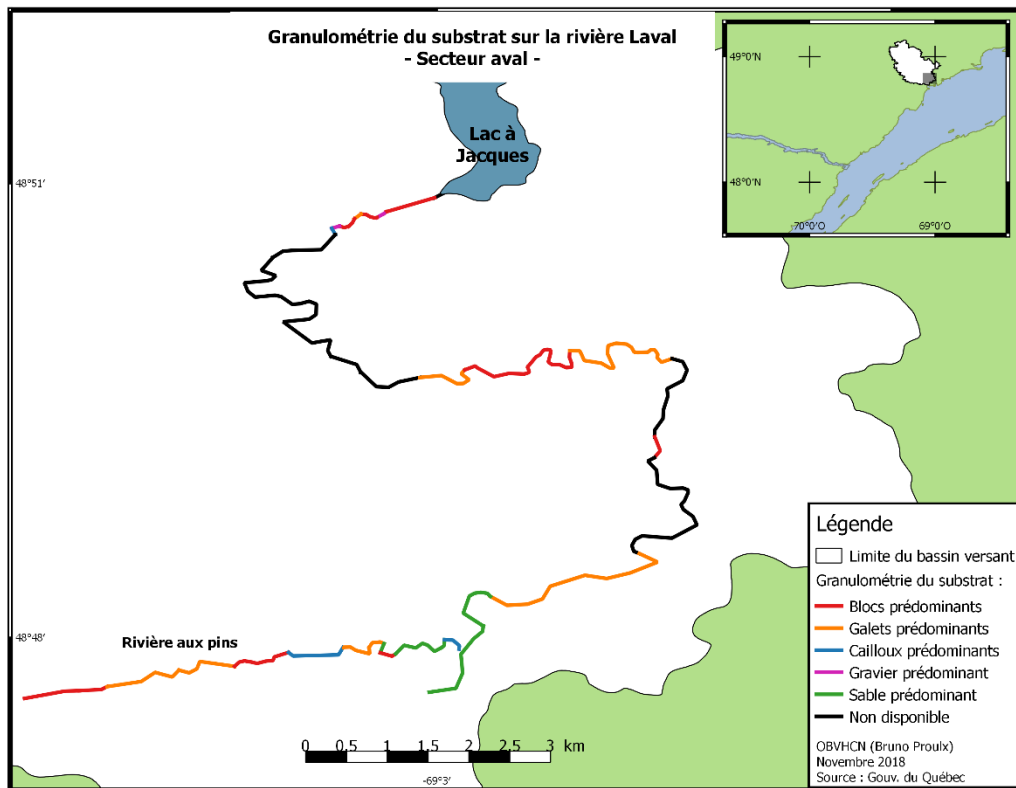 Granulométrie du substrat sur la rivière Laval
- Secteur aval -
49°0'N
48°0'N
70°0'O
69°0'O
Lac à
Jacques
48°51'
48°48'
Rivière aux pins
Légende
Limite du bassin versant
Granulométrie du substrat :
Blocs prédominants
Galets prédominants
Cailloux prédominants
Gravier prédominant
Sable prédominant
Non disponible
OBVHCN (Bruno Proulx)
Novembre 2018
Source : Gouv. du Québec
0 0,5 1 1,5 2 2,5 3 km
-69°3'